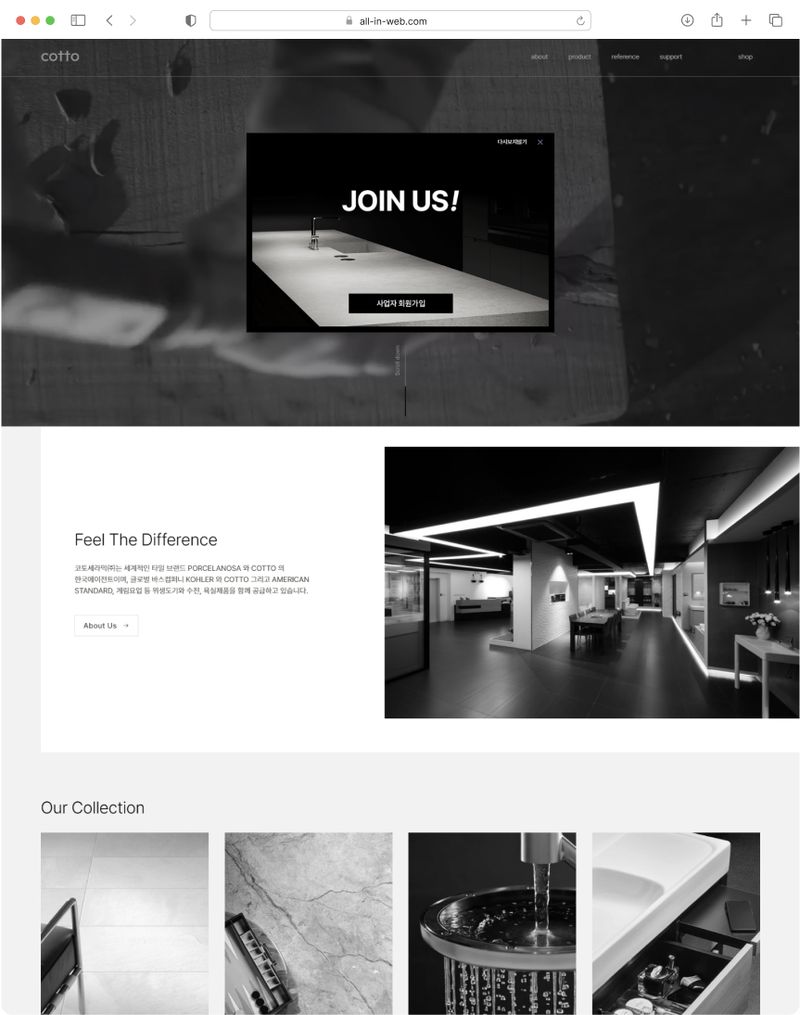 all-in-web.com
cotto
about product reference support shop
다시보지않기 ×
JOIN US!
사업자 회원가입
Scroll down
Feel The Difference
코토세라믹㈜는 세계적인 타일 브랜드 PORCELANOSA 와 COTTO 의
한국에이전트이며, 글로벌 바스컴퍼니 KOHLER 와 COTTO 그리고 AMERICAN
STANDARD, 계림요업 등 위생도기와 수전, 욕실제품을 함께 공급하고 있습니다.
About Us →
Our Collection